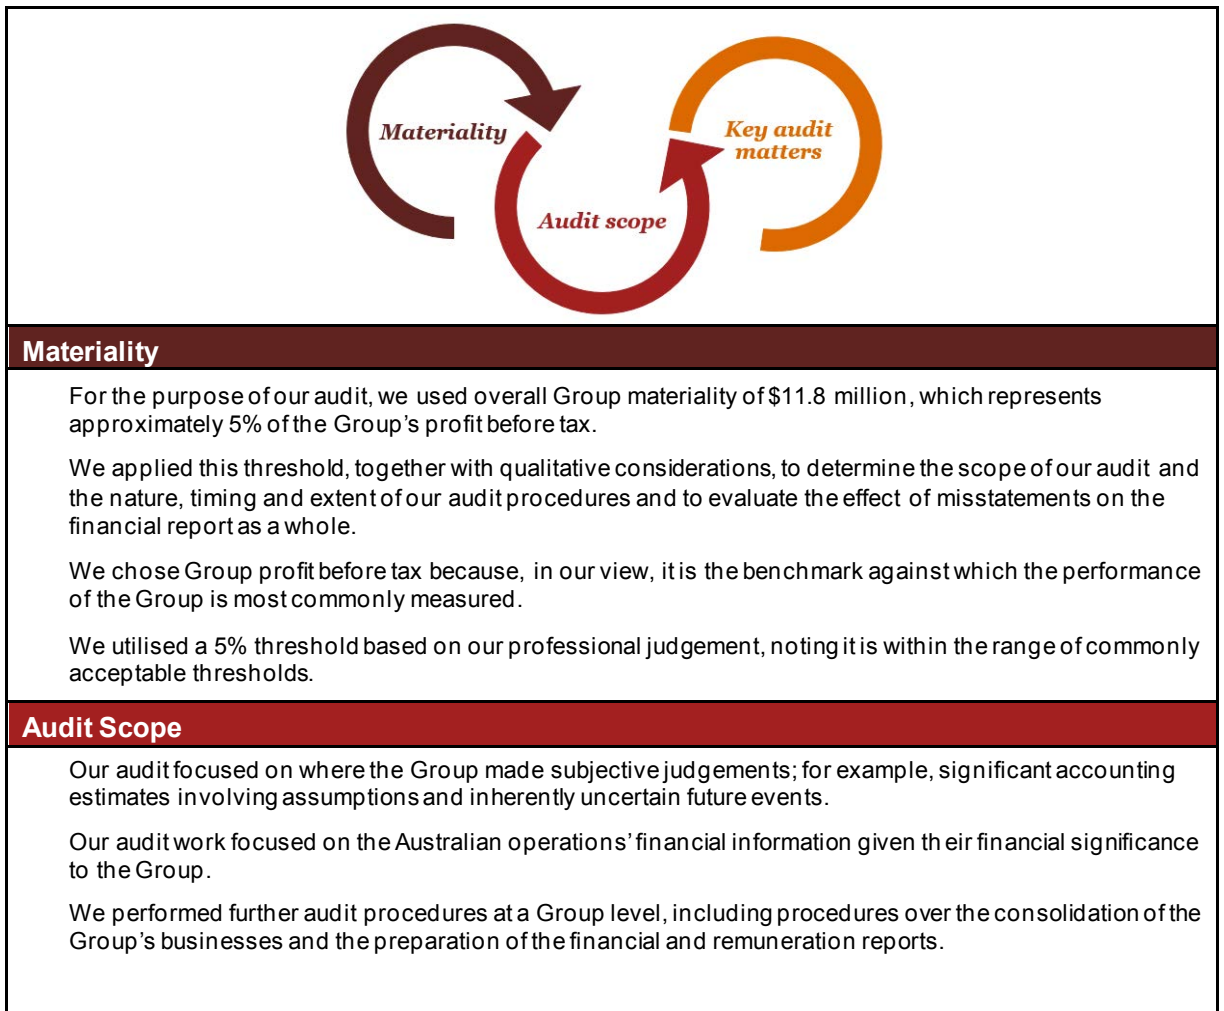 Materiality
Key audit
matters
Audit scope
Materiality
For the purpose of our audit, we used overall Group materiality of $11.8 million, which represents
approximately 5% of the Group's profit before tax.
We applied this threshold, together with qualitative considerations, to determine the scope of our audit and
the nature, timing and extent of our audit procedures and to evaluate the effect of misstatements on the
financial report as a whole.
We chose Group profit before tax because, in our view, it is the benchmark against which the performance
of the Group is most commonly measured.
We utilised a 5% threshold based on our professional judgement, noting it is within the range of commonly
acceptable thresholds.
Audit Scope
Our audit focused on where the Group made subjective judgements; for example, significant accounting
estimates involving assumptions and inherently uncertain future events.
Our audit work focused on the Australian operations' financial information given their financial significance
to the Group.
We performed further audit procedures at a Group level, including procedures over the consolidation of the
Group's businesses and the preparation of the financial and remuneration reports.